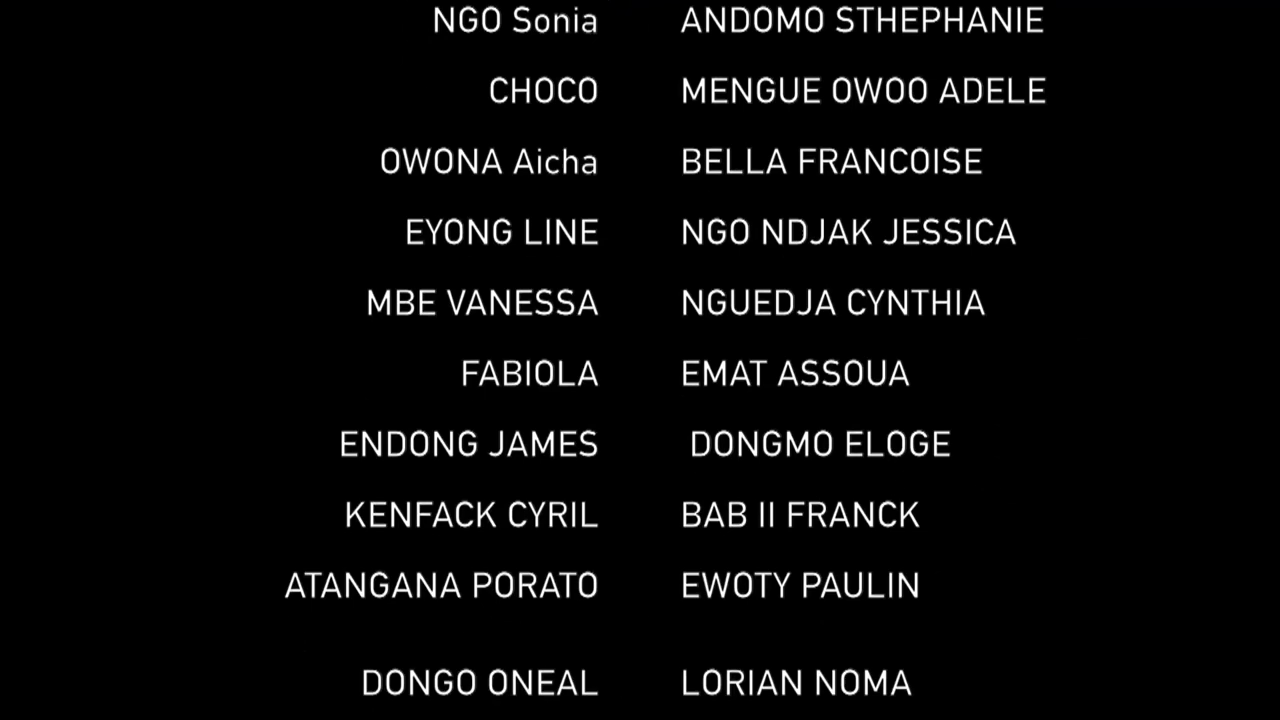 NGO Sonia ANDOMO STHEPHANIE
CHOCO MENGUE OWOO ADELE
OWONA Aicha BELLA FRANCOISE
EYONG LINE NGO NDJAK JESSICA
MBE VANESSA NGUEDJA CYNTHIA
FABIOLA EMAT ASSOUA
ENDONG JAMES DONGMO ELOGE
KENFACK CYRIL BAB II FRANCK
ATANGANA PORATO EWOTY PAULIN
DONGO ONEAL LORIAN NOMA